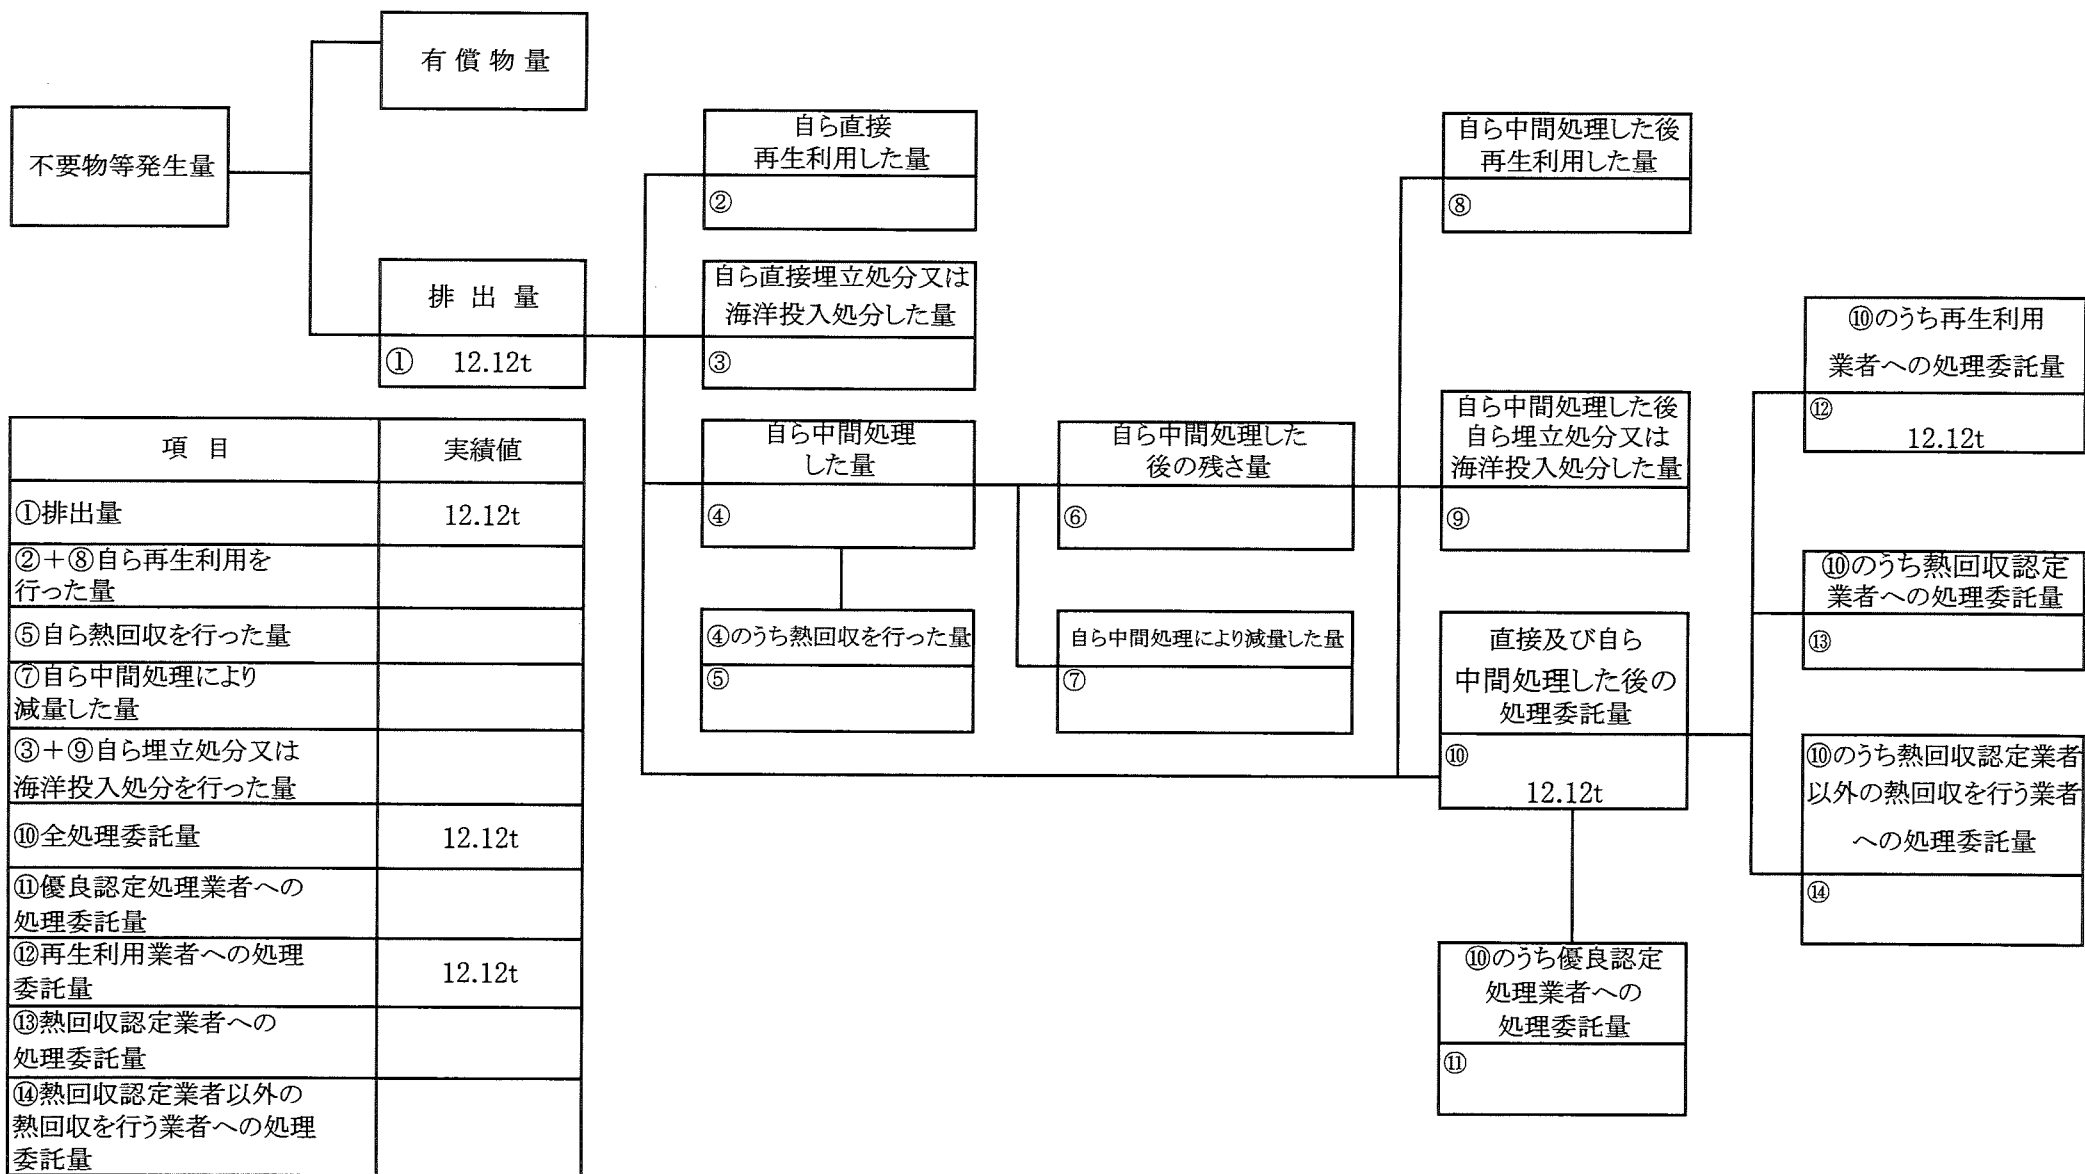 有償物量
不要物等発生量
排出量
① 12.12t
自ら直接
再生利用した量
②
自ら直接埋立処分又は
海洋投入処分した量
③
自ら中間処理
した量
④
④のうち熱回収を行った量
⑤
自ら中間処理した
後の残さ量
⑥
自ら中間処理により減量した量
⑦
自ら中間処理した後
再生利用した量
⑧
自ら中間処理した後
自ら埋立処分又は
海洋投入処分した量
⑨
直接及び自ら
中間処理した後の
処理委託量
⑩
12.12t
⑩のうち優良認定
処理業者への
処理委託量
⑪
⑩のうち再生利用
業者への処理委託量
⑫
12.12t
⑩のうち熱回収認定
業者への処理委託量
⑬
⑩のうち熱回収認定業者
以外の熱回収を行う業者
への処理委託量
⑭
項目 実績値
①排出量 12.12t
②＋⑧自ら再生利用を
行った量
⑤自ら熱回収を行った量
⑦自ら中間処理により
減量した量
③＋⑨自ら埋立処分又は
海洋投入処分を行った量
⑩全処理委託量 12.12t
⑪優良認定処理業者への
処理委託量
⑫再生利用業者への処理
委託量 12.12t
⑬熱回収認定業者への
処理委託量
⑭熱回収認定業者以外の
熱回収を行う業者への処理
委託量